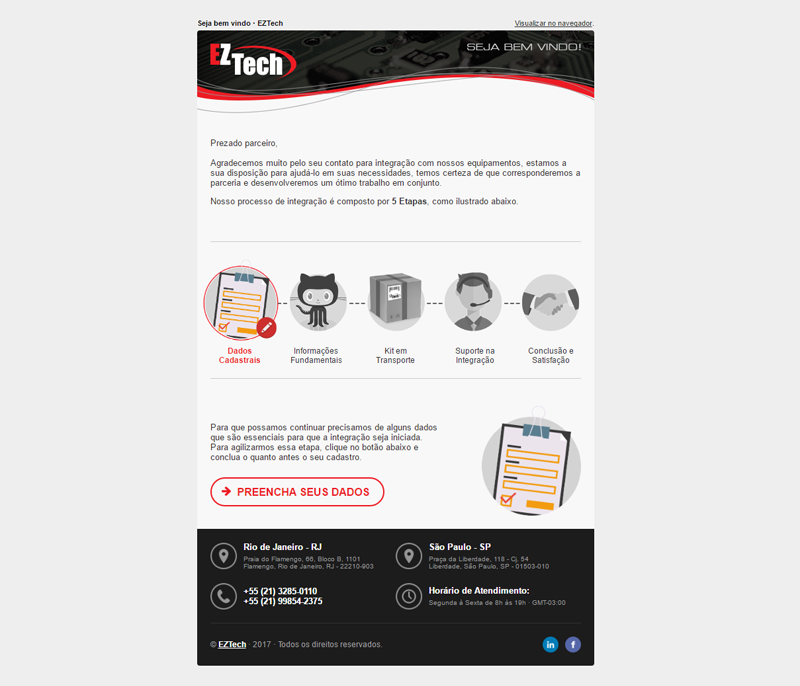 Seja bem vindo • EZTech
Visualizar no navegador.
EZTech
SEJA BEM VINDO!
Prezado parceiro,
Agradecemos muito pelo seu contato para integração com nossos equipamentos, estamos a
sua disposição para ajudá-lo em suas necessidades, temos certeza de que corresponderemos a
parceria e desenvolveremos um ótimo trabalho em conjunto.
Nosso processo de integração é composto por 5 Etapas, como ilustrado abaixo.
Dados
Cadastrais
Informações
Fundamentais
Kit em
Transporte
Suporte na
Integração
Conclusão e
Satisfação
Para que possamos continuar precisamos de alguns dados
que são essenciais para que a integração seja iniciada.
Para agilizarmos essa etapa, clique no botão abaixo e
conclua o quanto antes o seu cadastro.
PREENCHA SEUS DADOS
Rio de Janeiro - RJ
Praia do Flamengo, 66, Bloco B, 1101
Flamengo, Rio de Janeiro, RJ - 22210-903
São Paulo - SP
Praça da Liberdade, 118 - Cj. 54
Liberdade, São Paulo, SP - 01503-010
+55 (21) 3285-0110
+55 (21) 99854-2375
Horário de Atendimento:
Segunda á Sexta de 8h ás 19h · GMT-03:00
© EZTech · 2017 · Todos os direitos reservados.
in
f